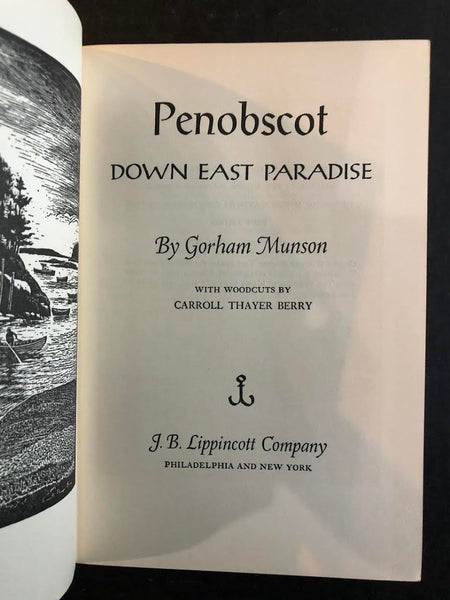 Penobscot
DOWN EAST PARADISE
By Gorham Munson
WITH WOODCUTS BY
CARROLL THAYER BERRY
J. B. Lippincott Company
PHILADELPHIA AND NEW YORK